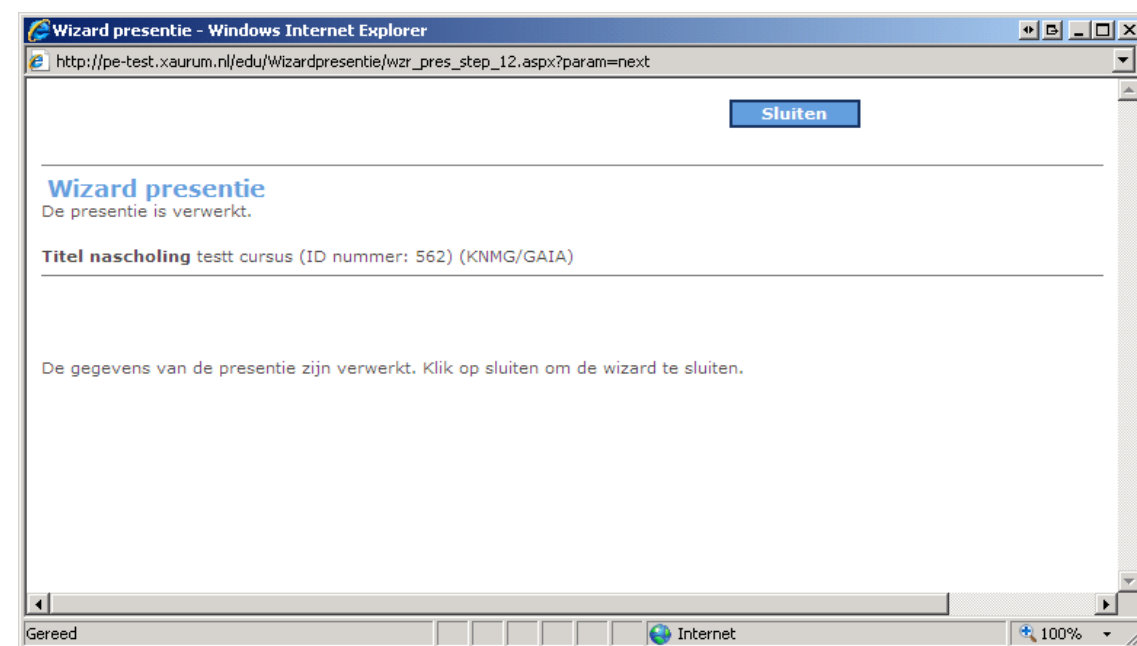 Wizard presentie - Windows Internet Explorer
http://pe-test.xaurum.nl/edu/Wizardpresentie/wzr_pres_step_12.aspx?param=next
Sluiten
Wizard presentie
De presentie is verwerkt.
Titel nascholing testt cursus (ID nummer: 562) (KNMG/GAIA)
De gegevens van de presentie zijn verwerkt. Klik op sluiten om de wizard te sluiten.
Gereed
Internet
100%